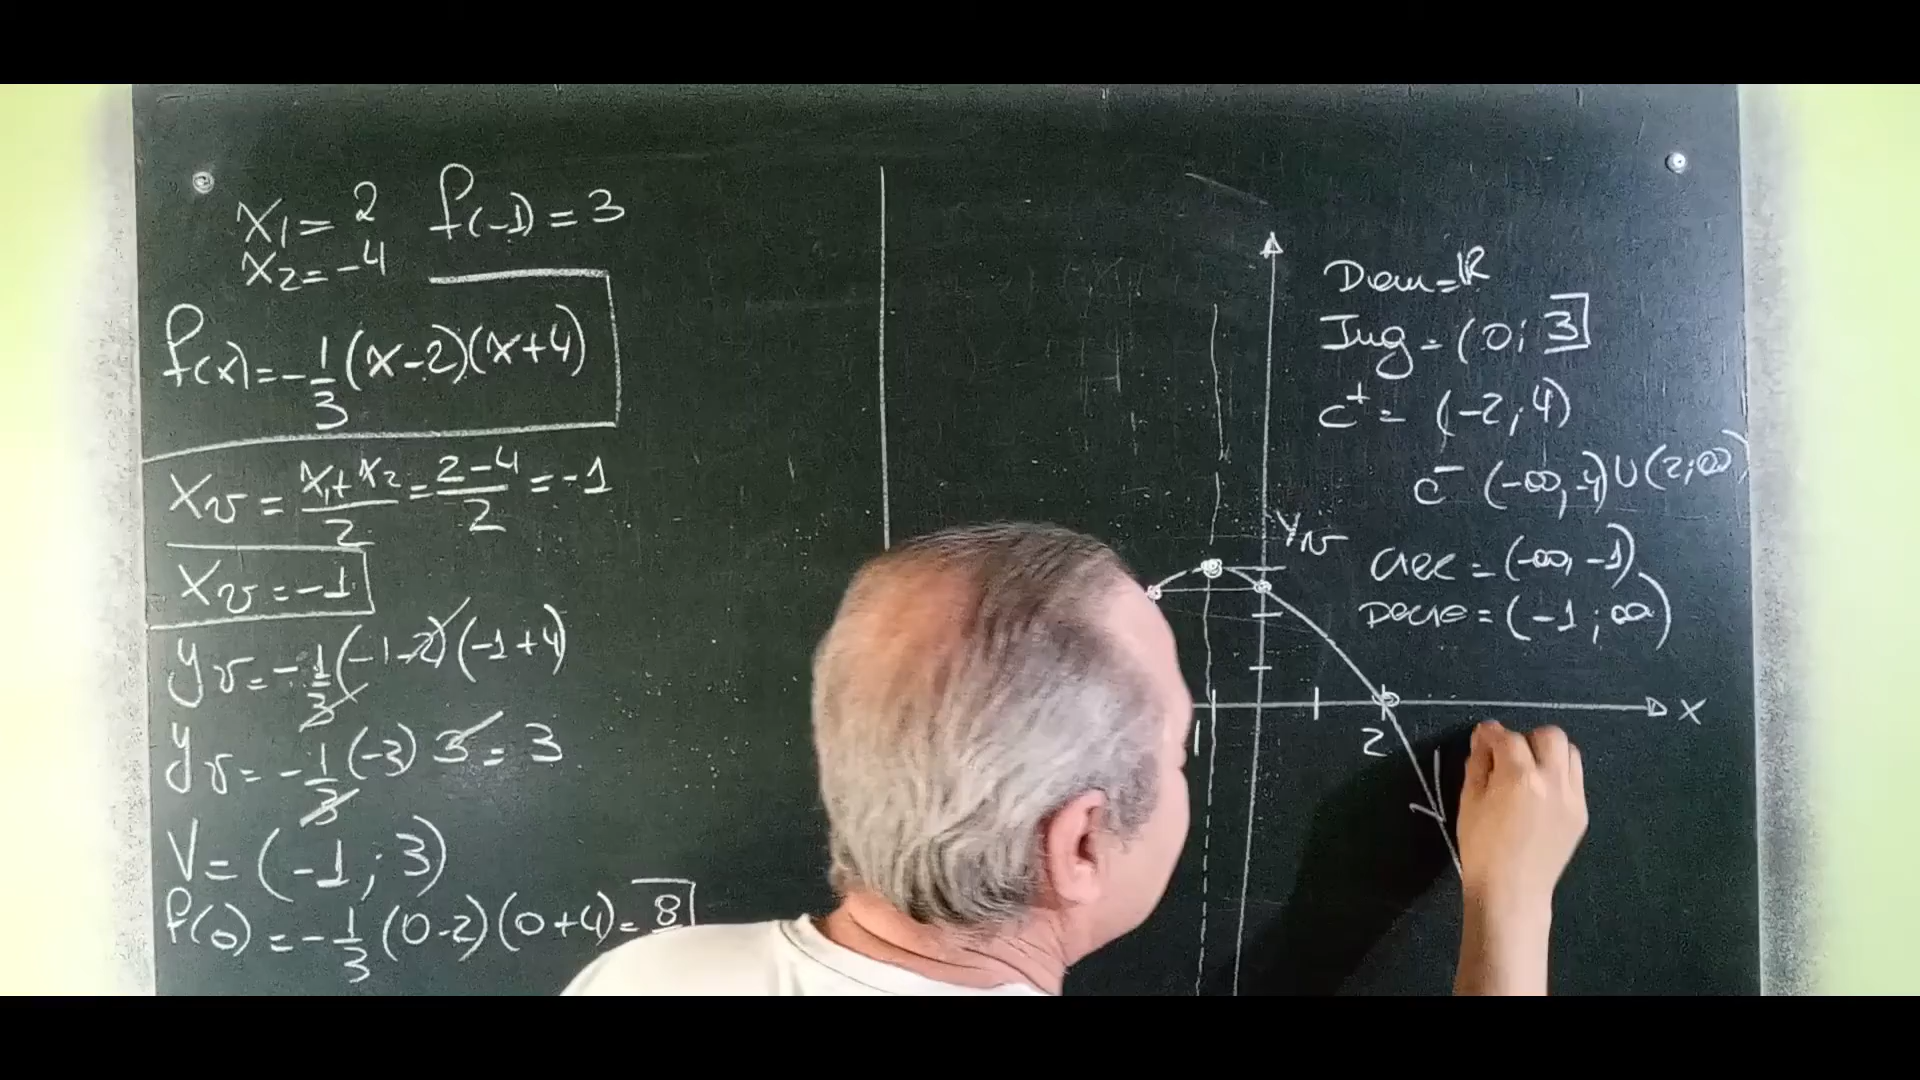 x₁ = 2 f(-1) = 3
x₂ = -4
f(x) = -1/3 (x-2)(x+4)
Xv = x₁+x₂/2 = 2-4/2 = -1
Xv = -1
yv = -1/3 (-1-2)(-1+4)
yv = -1/3 (-3) 3 = 3
V = (-1; 3)
f(0) = -1/3 (0-2)(0+4) = 8
Dom = ℝ
Img = (0; 3]
C⁺ = (-2; 4)
C⁻ (-∞, -4) U (2; ∞)
Yv
Crec = (-∞, -1)
Decre = (-1; ∞)
X
1
2